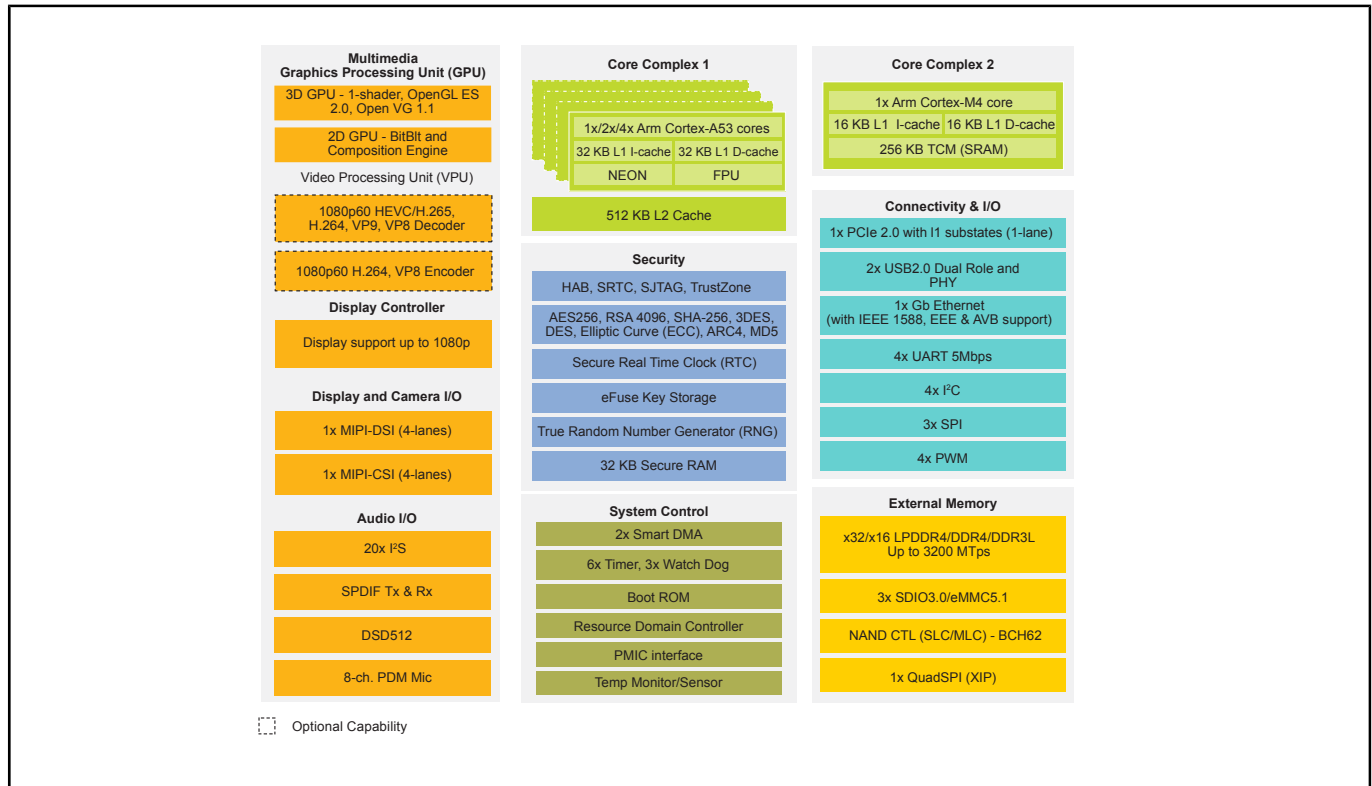 Multimedia
Graphics Processing Unit (GPU)
3D GPU - 1-shader, OpenGL ES
2.0, Open VG 1.1
2D GPU - BitBlt and
Composition Engine
Video Processing Unit (VPU)
1080p60 HEVC/H.265,
H.264, VP9, VP8 Decoder
1080p60 H.264, VP8 Encoder
Display Controller
Display support up to 1080p
Display and Camera I/O
1x MIPI-DSI (4-lanes)
1x MIPI-CSI (4-lanes)
Audio I/O
20x I²S
SPDIF Tx & Rx
DSD512
8-ch. PDM Mic
Core Complex 1
1x/2x/4x Arm Cortex-A53 cores
32 KB L1 I-cache
32 KB L1 D-cache
NEON
FPU
512 KB L2 Cache
Security
HAB, SRTC, SJTAG, TrustZone
AES256, RSA 4096, SHA-256, 3DES,
DES, Elliptic Curve (ECC), ARC4, MD5
Secure Real Time Clock (RTC)
eFuse Key Storage
True Random Number Generator (RNG)
32 KB Secure RAM
System Control
2x Smart DMA
6x Timer, 3x Watch Dog
Boot ROM
Resource Domain Controller
PMIC interface
Temp Monitor/Sensor
Core Complex 2
1x Arm Cortex-M4 core
16 KB L1 I-cache
16 KB L1 D-cache
256 KB TCM (SRAM)
Connectivity & I/O
1x PCIe 2.0 with l1 substates (1-lane)
2x USB2.0 Dual Role and
PHY
1x Gb Ethernet
(with IEEE 1588, EEE & AVB support)
4x UART 5Mbps
4x I²C
3x SPI
4x PWM
External Memory
x32/x16 LPDDR4/DDR4/DDR3L
Up to 3200 MTps
3x SDIO3.0/eMMC5.1
NAND CTL (SLC/MLC) - BCH62
1x QuadSPI (XIP)
Optional Capability